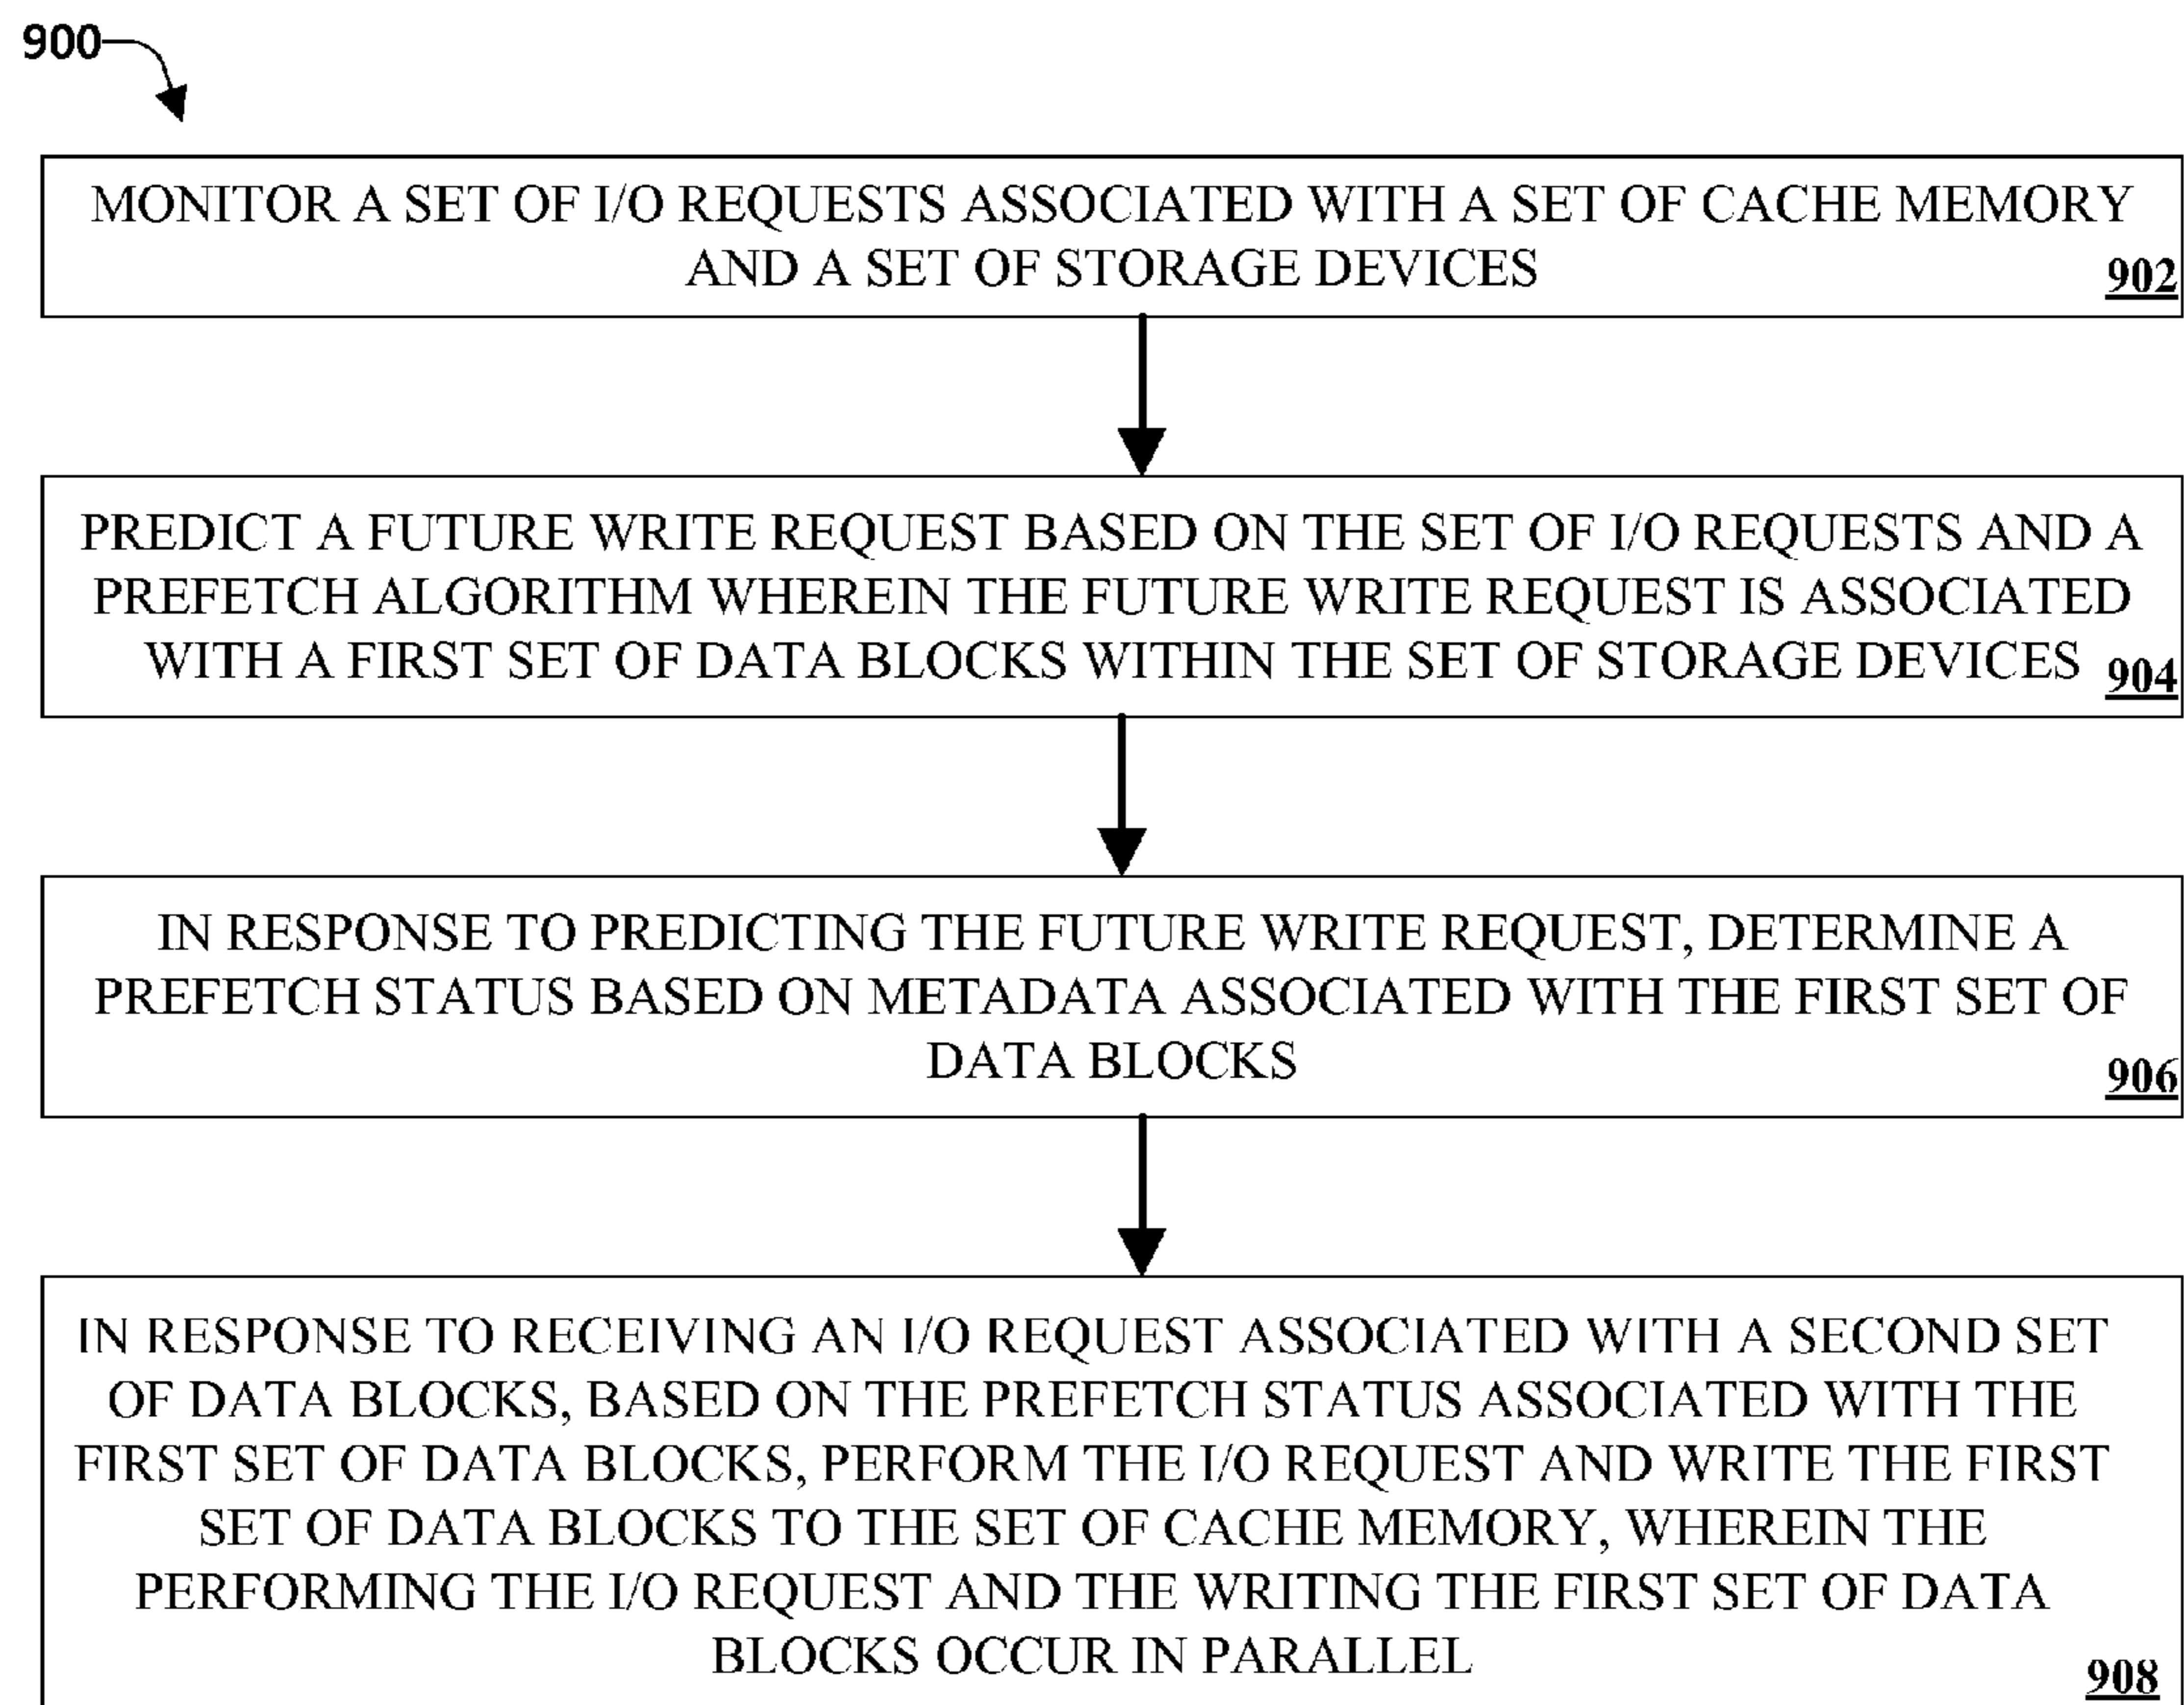 900
MONITOR A SET OF I/O REQUESTS ASSOCIATED WITH A SET OF CACHE MEMORY
AND A SET OF STORAGE DEVICES
902
PREDICT A FUTURE WRITE REQUEST BASED ON THE SET OF I/O REQUESTS AND A
PREFETCH ALGORITHM WHEREIN THE FUTURE WRITE REQUEST IS ASSOCIATED
WITH A FIRST SET OF DATA BLOCKS WITHIN THE SET OF STORAGE DEVICES
904
IN RESPONSE TO PREDICTING THE FUTURE WRITE REQUEST, DETERMINE A
PREFETCH STATUS BASED ON METADATA ASSOCIATED WITH THE FIRST SET OF
DATA BLOCKS
906
IN RESPONSE TO RECEIVING AN I/O REQUEST ASSOCIATED WITH A SECOND SET
OF DATA BLOCKS, BASED ON THE PREFETCH STATUS ASSOCIATED WITH THE
FIRST SET OF DATA BLOCKS, PERFORM THE I/O REQUEST AND WRITE THE FIRST
SET OF DATA BLOCKS TO THE SET OF CACHE MEMORY, WHEREIN THE
PERFORMING THE I/O REQUEST AND THE WRITING THE FIRST SET OF DATA
BLOCKS OCCUR IN PARALLEL
908